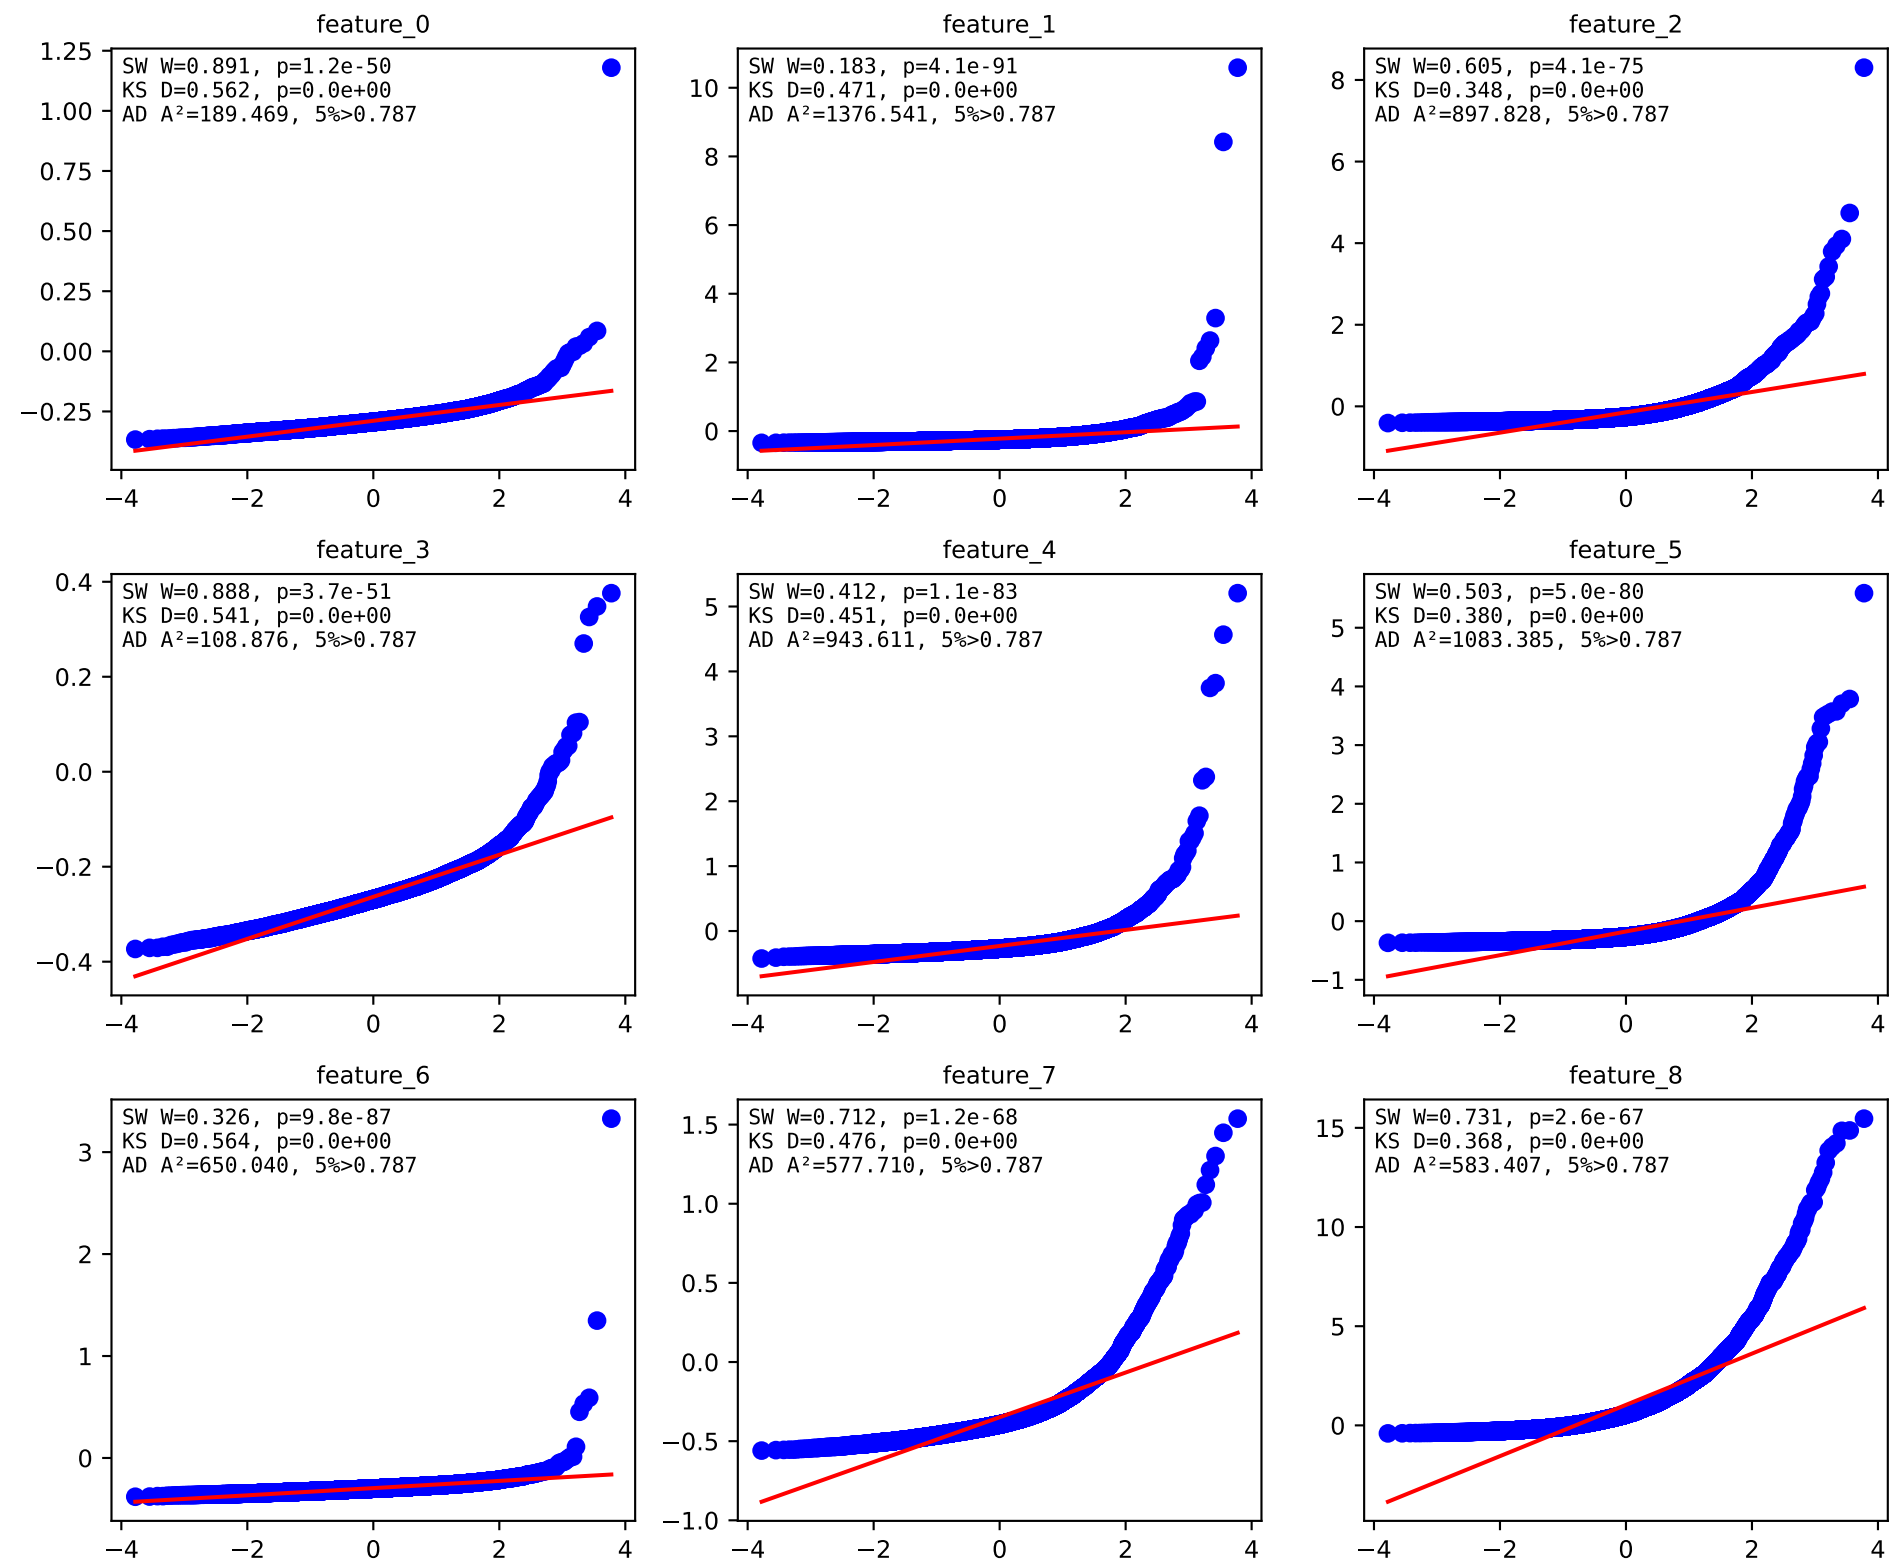 feature_0
SW W=0.891, p=1.2e-50
KS D=0.562, p=0.0e+00
AD A²=189.469, 5%>0.787
1.25
1.00
0.75
0.50
0.25
0.00
−0.25
−4 −2 0 2 4
feature_1
SW W=0.183, p=4.1e-91
KS D=0.471, p=0.0e+00
AD A²=1376.541, 5%>0.787
10
8
6
4
2
0
−4 −2 0 2 4
feature_2
SW W=0.605, p=4.1e-75
KS D=0.348, p=0.0e+00
AD A²=897.828, 5%>0.787
8
6
4
2
0
−4 −2 0 2 4
feature_3
SW W=0.888, p=3.7e-51
KS D=0.541, p=0.0e+00
AD A²=108.876, 5%>0.787
0.4
0.2
0.0
−0.2
−0.4
−4 −2 0 2 4
feature_4
SW W=0.412, p=1.1e-83
KS D=0.451, p=0.0e+00
AD A²=943.611, 5%>0.787
5
4
3
2
1
0
−4 −2 0 2 4
feature_5
SW W=0.503, p=5.0e-80
KS D=0.380, p=0.0e+00
AD A²=1083.385, 5%>0.787
5
4
3
2
1
0
−1
−4 −2 0 2 4
feature_6
SW W=0.326, p=9.8e-87
KS D=0.564, p=0.0e+00
AD A²=650.040, 5%>0.787
3
2
1
0
−4 −2 0 2 4
feature_7
SW W=0.712, p=1.2e-68
KS D=0.476, p=0.0e+00
AD A²=577.710, 5%>0.787
1.5
1.0
0.5
0.0
−0.5
−1.0
−4 −2 0 2 4
feature_8
SW W=0.731, p=2.6e-67
KS D=0.368, p=0.0e+00
AD A²=583.407, 5%>0.787
15
10
5
0
−4 −2 0 2 4